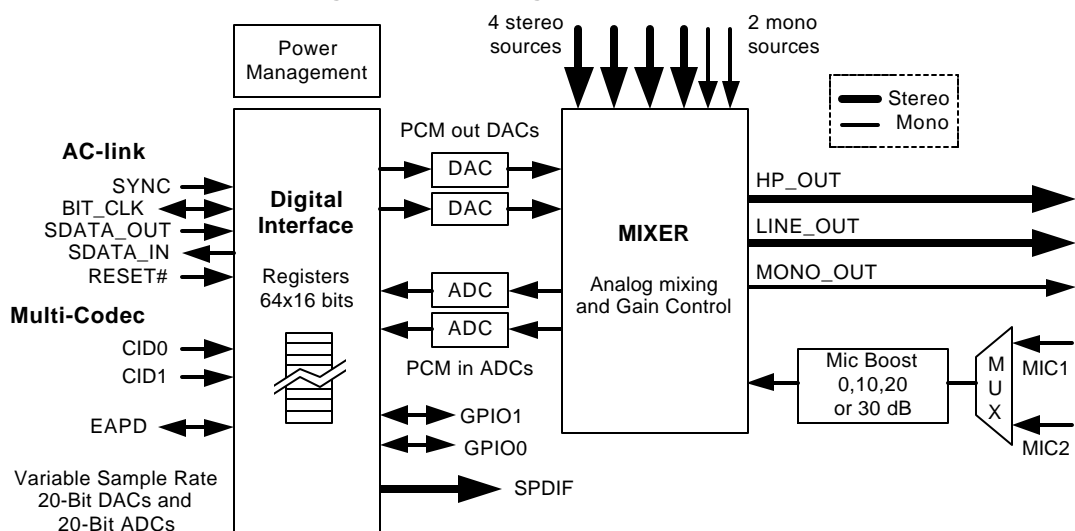 4 stereo
sources
2 mono
sources
Power
Management
Stereo
Mono
AC-link
SYNC
BIT_CLK
SDATA_OUT
SDATA_IN
RESET#
Multi-Codec
CID0
CID1
EAPD
Variable Sample Rate
20-Bit DACs and
20-Bit ADCs
Digital
Interface
Registers
64x16 bits
PCM out DACs
DAC
DAC
ADC
ADC
PCM in ADCs
GPIO1
GPIO0
SPDIF
MIXER
Analog mixing
and Gain Control
HP_OUT
LINE_OUT
MONO_OUT
Mic Boost
0,10,20
or 30 dB
M
U
X
MIC1
MIC2